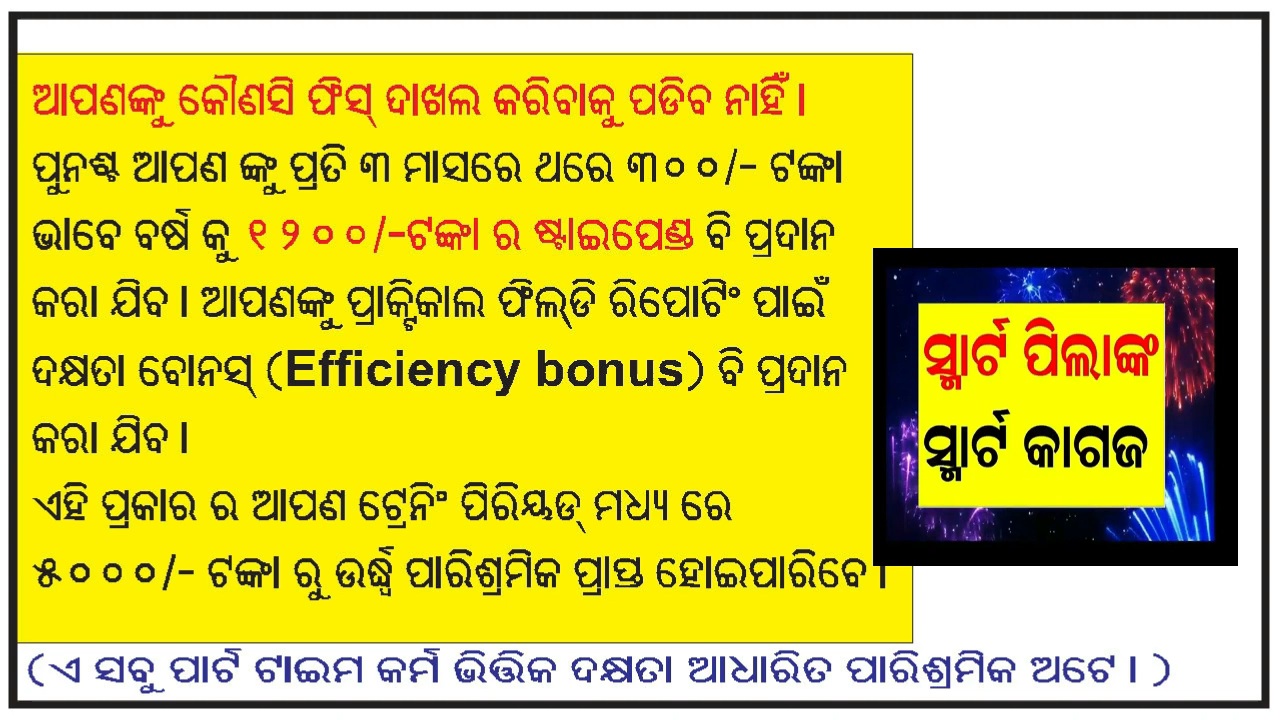 ଆପଣଙ୍କୁ କୌଣସି ଫିସ୍ ଦାଖଲ କରିବାକୁ ପଡିବ ନାହିଁ ।
ପୁନଶ୍ଚ ଆପଣ ଙ୍କୁ ପ୍ରତି ୩ ମାସରେ ଥରେ ୩୦୦/- ଟଙ୍କା
ଭାବେ ବର୍ଷ କୁ ୧୨୦୦/-ଟଙ୍କା ର ଷ୍ଟାଇପେଣ୍ଡ ବି ପ୍ରଦାନ
କରା ଯିବ । ଆପଣଙ୍କୁ ପ୍ରାକ୍ଟିକାଲ ଫିଲ୍ଡି ରିପୋଟିଂ ପାଇଁ
ଦକ୍ଷତା ବୋନସ୍ (Efficiency bonus) ବି ପ୍ରଦାନ
କରା ଯିବ ।
ଏହି ପ୍ରକାର ର ଆପଣ ଟ୍ରେନିଂ ପିରିୟଡ୍ ମଧ୍ୟ ରେ
୫୦୦୦/- ଟଙ୍କା ରୁ ଉର୍ଦ୍ଧ୍ୱ ପାରିଶ୍ରମିକ ପ୍ରାପ୍ତ ହୋଇପାରିବେ ।
ସ୍ମାର୍ଟ ପିଲାଙ୍କ
ସ୍ମାର୍ଟ କାଗଜ
(ଏ ସବୁ ପାର୍ଟ ଟାଇମ କର୍ମ ଭିତ୍ତିକ ଦକ୍ଷତା ଆଧାରିତ ପାରିଶ୍ରମିକ ଅଟେ । )